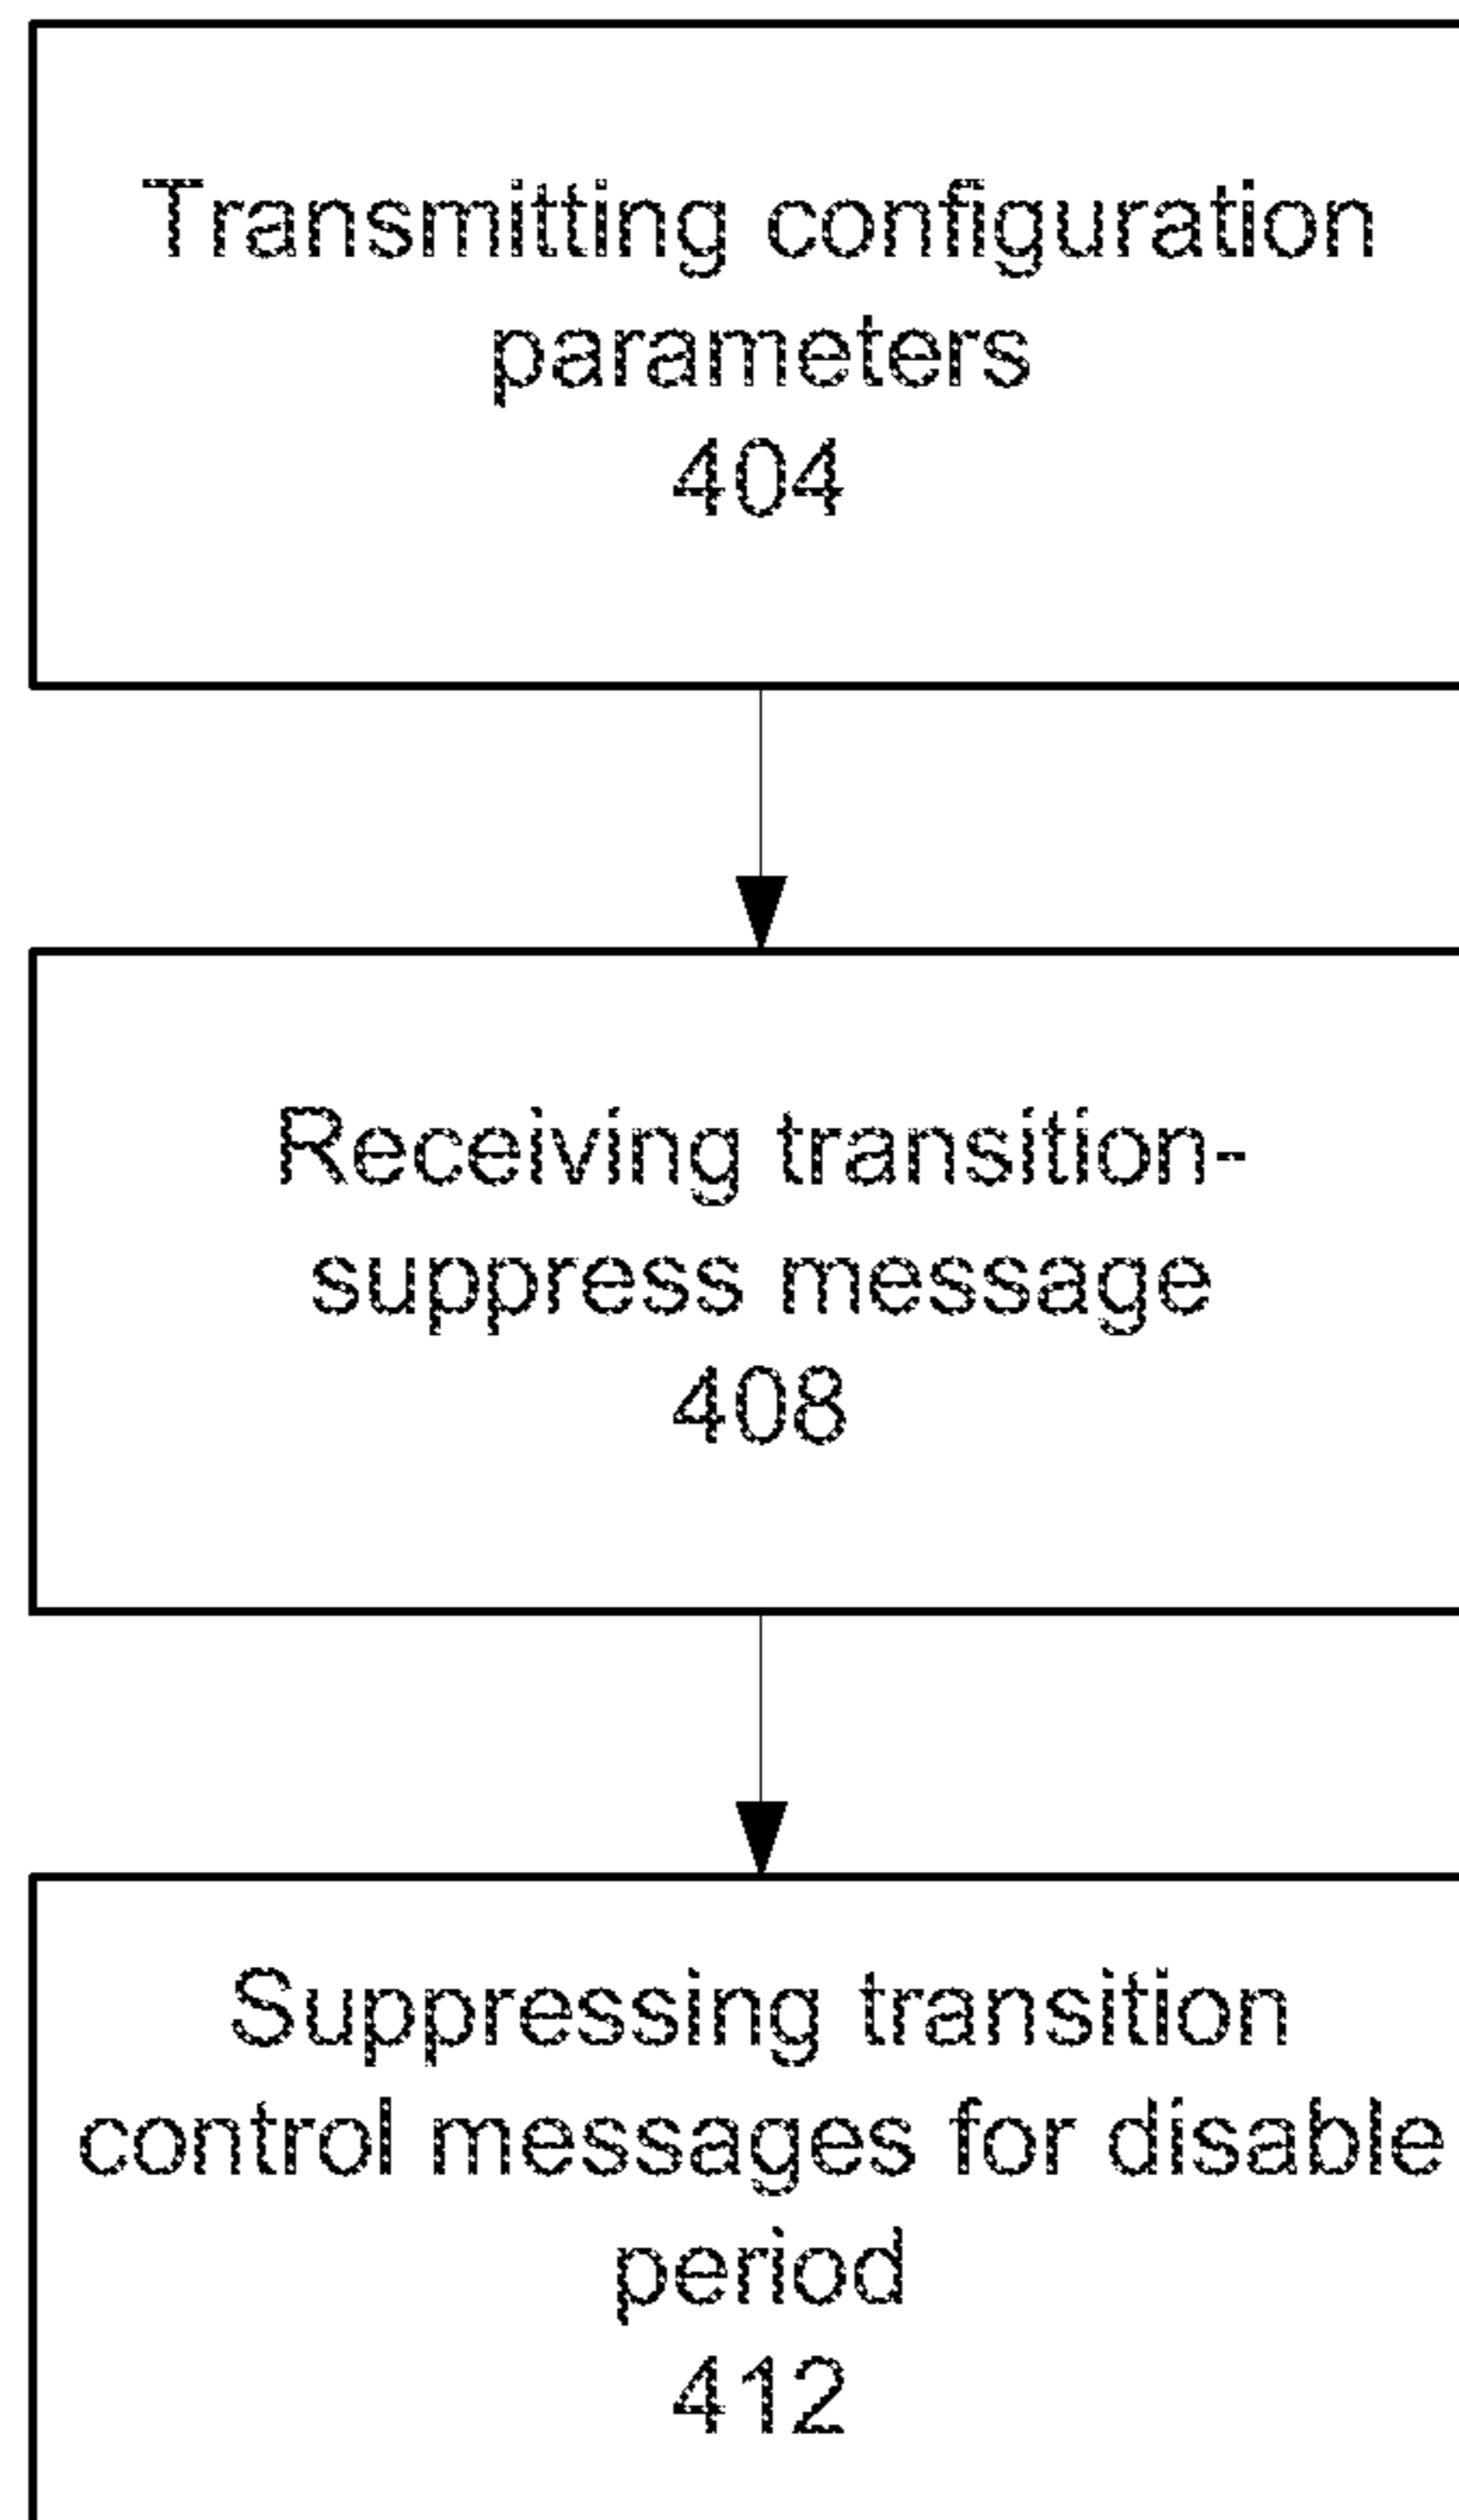 Transmitting configuration
parameters
404
Receiving transition-
suppress message
408
Suppressing transition
control messages for disable
period
412